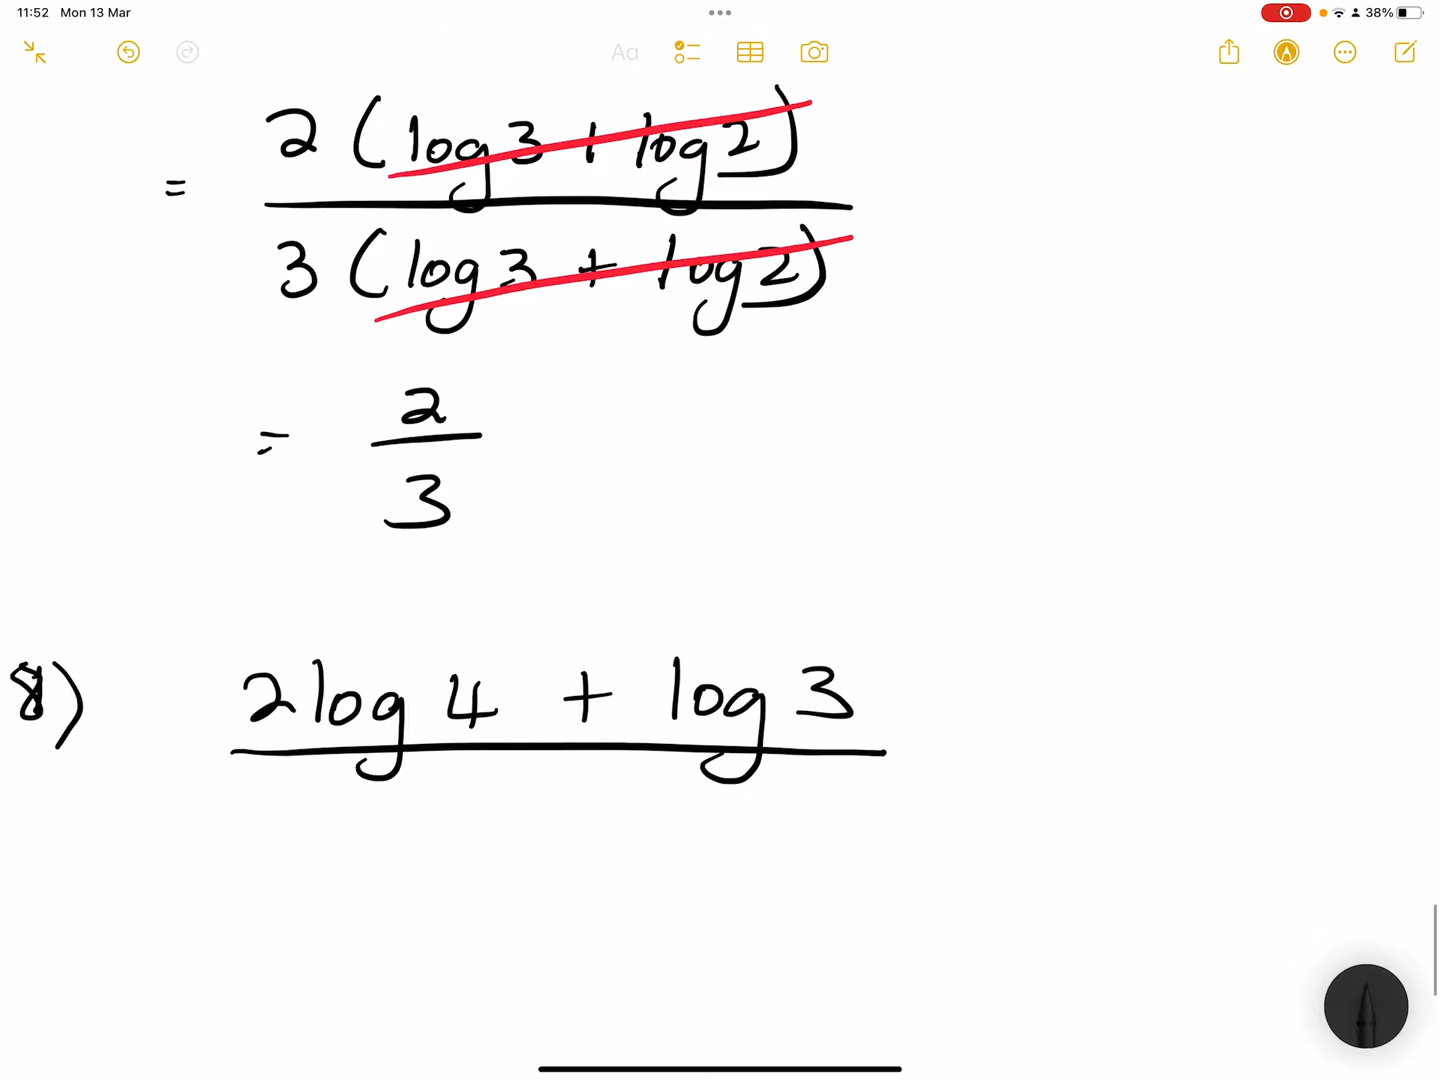 11:52 Mon 13 Mar 38%
Aa
2 (log 3 + log 2)
=
3 (log 3 + log 2)
2
=
3
8) 2 log 4 + log 3